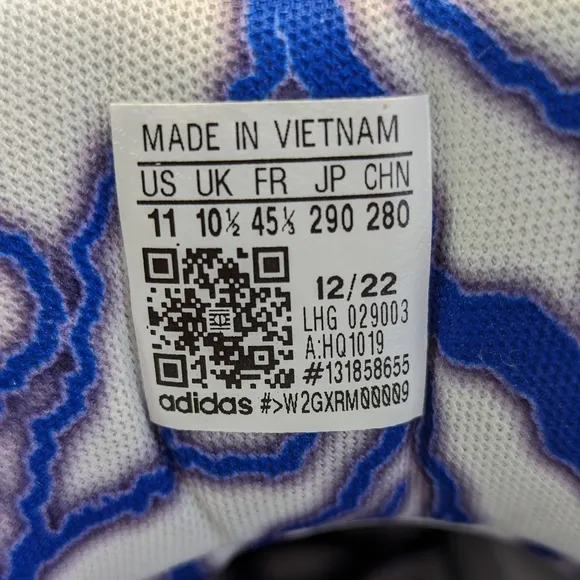 MADE IN VIETNAM
US UK FR JP CHN
11 10½ 45⅓ 290 280
12/22
LHG 029003
A:HQ1019
#131858655
adidas #>W2GXRM00009